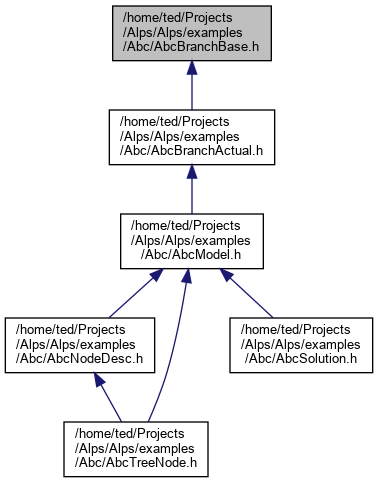 /home/ted/Projects
/Alps/Alps/examples
/Abc/AbcBranchBase.h
/home/ted/Projects
/Alps/Alps/examples
/Abc/AbcBranchActual.h
/home/ted/Projects
/Alps/Alps/examples
/Abc/AbcModel.h
/home/ted/Projects
/Alps/Alps/examples
/Abc/AbcNodeDesc.h
/home/ted/Projects
/Alps/Alps/examples
/Abc/AbcSolution.h
/home/ted/Projects
/Alps/Alps/examples
/Abc/AbcTreeNode.h